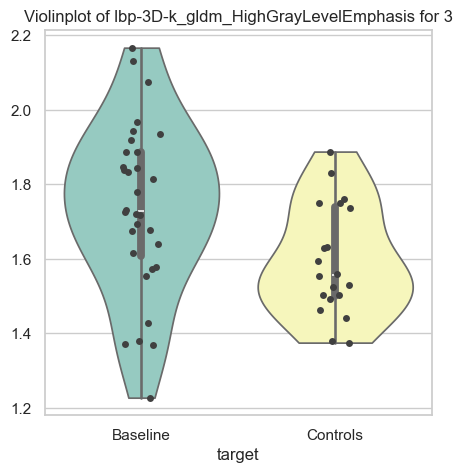 Violinplot of lbp-3D-k_gldm_HighGrayLevelEmphasis for 3
2.2
2.0
1.8
1.6
1.4
1.2
Baseline Controls
target